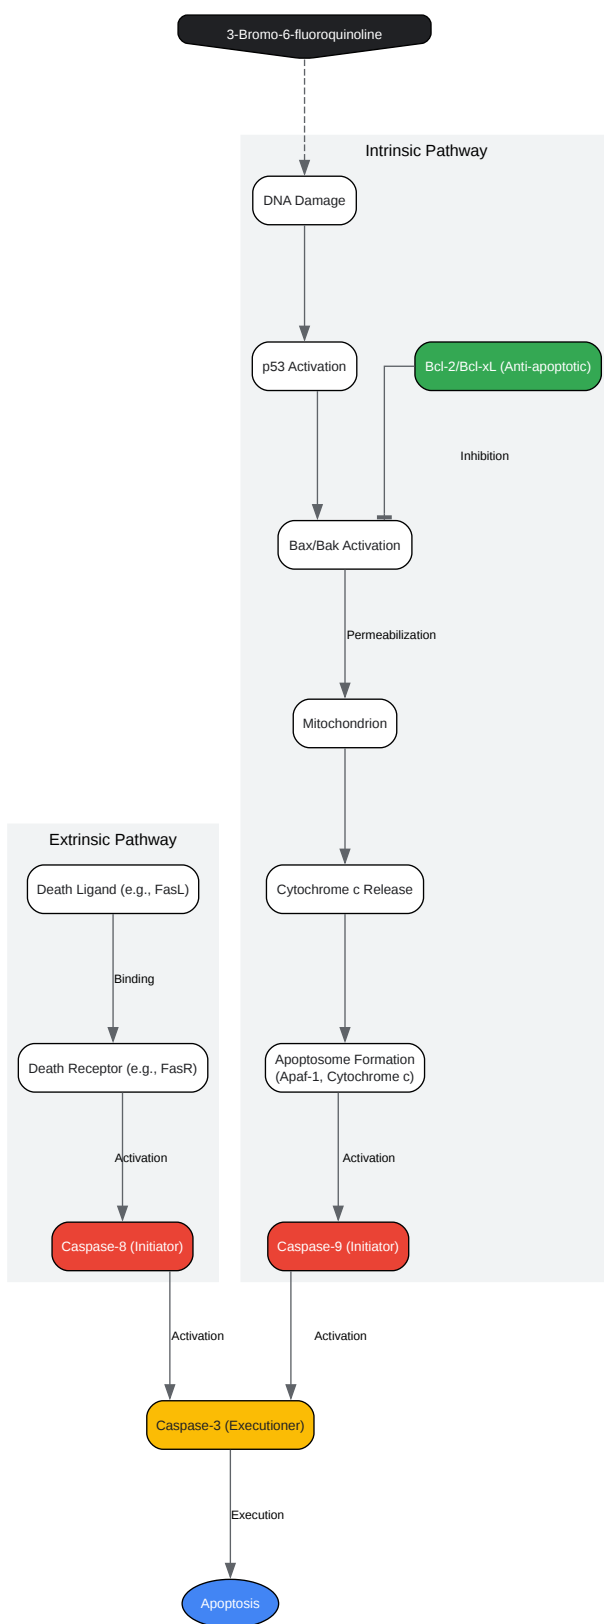 3-Bromo-6-fluoroquinoline
Intrinsic Pathway
DNA Damage
p53 Activation
Bcl-2/Bcl-xL (Anti-apoptotic)
Inhibition
Bax/Bak Activation
Permeabilization
Mitochondrion
Extrinsic Pathway
Death Ligand (e.g., FasL)
Cytochrome c Release
Binding
Death Receptor (e.g., FasR)
Apoptosome Formation
(Apaf-1, Cytochrome c)
Activation
Activation
Caspase-8 (Initiator)
Caspase-9 (Initiator)
Activation
Activation
Caspase-3 (Executioner)
Execution
Apoptosis